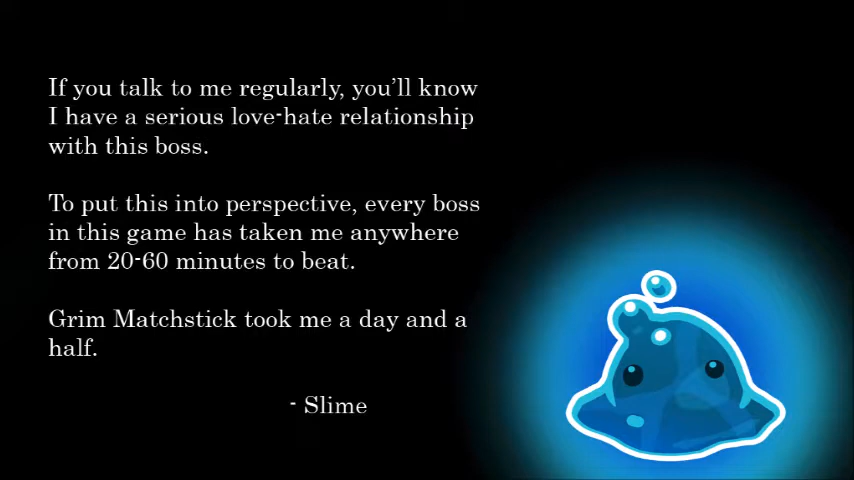 If you talk to me regularly, you'll know
I have a serious love-hate relationship
with this boss.
To put this into perspective, every boss
in this game has taken me anywhere
from 20-60 minutes to beat.
Grim Matchstick took me a day and a
half.
- Slime